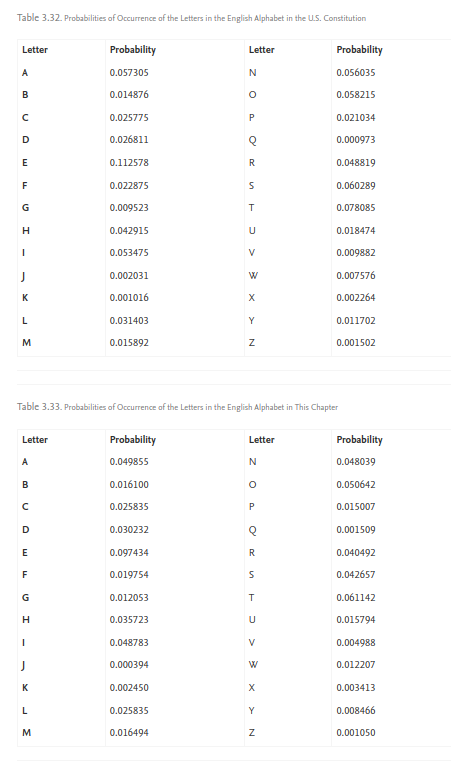 Table 3.32. Probabilities of Occurrence of the Letters in the English Alphabet in the U.S. Constitution
Letter Probability Letter Probability
A 0.057305 N 0.056035
B 0.014876 O 0.058215
C 0.025775 P 0.021034
D 0.026811 Q 0.000973
E 0.112578 R 0.048819
F 0.022875 S 0.060289
G 0.009523 T 0.078085
H 0.042915 U 0.018474
I 0.053475 V 0.009882
J 0.002031 W 0.007576
K 0.001016 X 0.002264
L 0.031403 Y 0.011702
M 0.015892 Z 0.001502
Table 3.33. Probabilities of Occurrence of the Letters in the English Alphabet in This Chapter
Letter Probability Letter Probability
A 0.049855 N 0.048039
B 0.016100 O 0.050642
C 0.025835 P 0.015007
D 0.030232 Q 0.001509
E 0.097434 R 0.040492
F 0.019754 S 0.042657
G 0.012053 T 0.061142
H 0.035723 U 0.015794
I 0.048783 V 0.004988
J 0.000394 W 0.012207
K 0.002450 X 0.003413
L 0.025835 Y 0.008466
M 0.016494 Z 0.001050